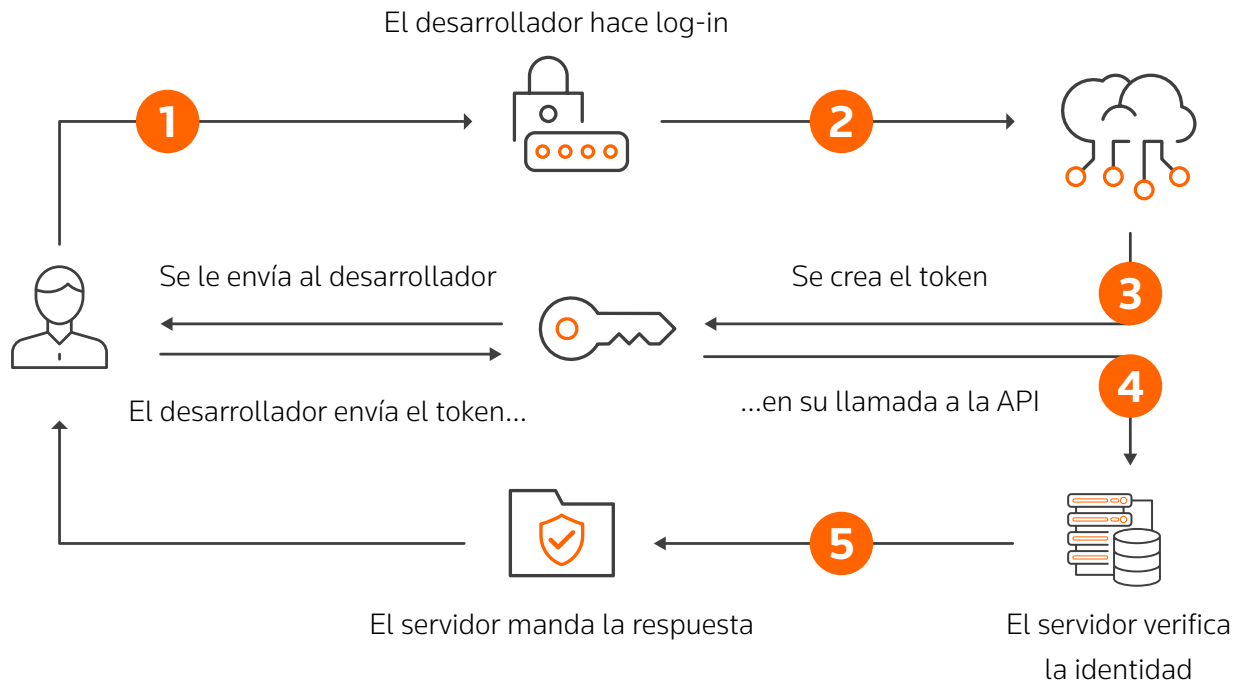 El desarrollador hace log-in
1
2
Se le envía al desarrollador
Se crea el token
3
El desarrollador envía el token...
...en su llamada a la API
4
5
El servidor manda la respuesta
El servidor verifica
la identidad